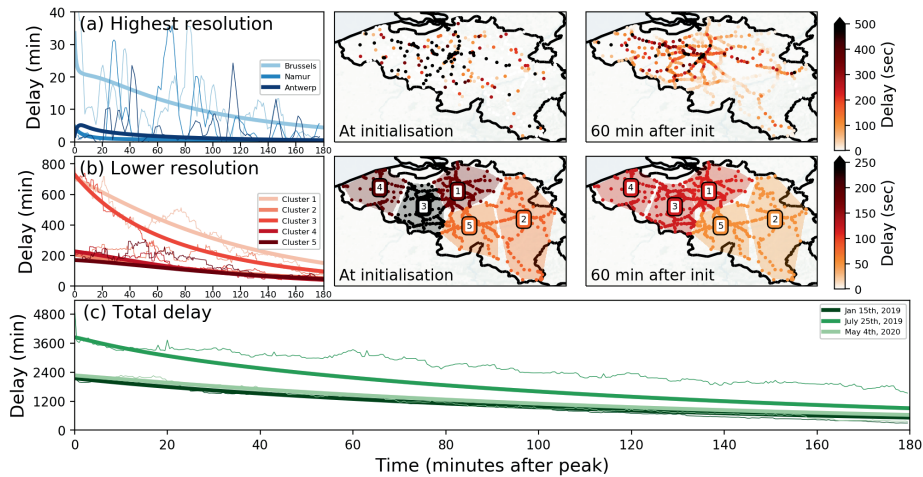 (a) Highest resolution
Delay (min)
40
30
20
10
0
Brussels
Namur
Antwerp
0 20 40 60 80 100 120 140 160 180
At initialisation
60 min after init
500
400
300
200
100
0
Delay (sec)
(b) Lower resolution
Delay (min)
800
600
400
200
0
Cluster 1
Cluster 2
Cluster 3
Cluster 4
Cluster 5
0 20 40 60 80 100 120 140 160 180
4
1
3
5
2
At initialisation
4
1
3
5
2
60 min after init
250
200
150
100
50
0
Delay (sec)
(c) Total delay
Delay (min)
4800
3600
2400
1200
0
Jan 15th, 2019
July 25th, 2019
May 4th, 2020
0 20 40 60 80 100 120 140 160 180
Time (minutes after peak)